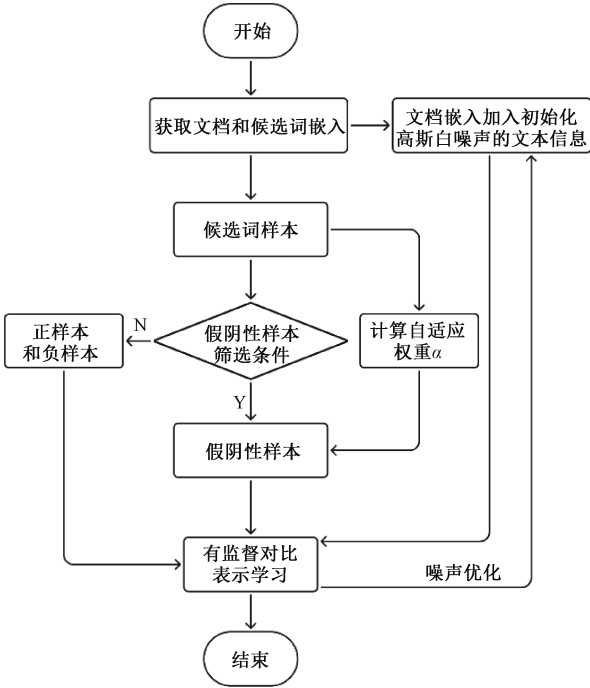 开始
获取文档和候选词嵌入
文档嵌入加入初始化
高斯白噪声的文本信息
候选词样本
N
正样本
和负样本
假阴性样本
筛选条件
计算自适应
权重α
Y
假阴性样本
有监督对比
表示学习
噪声优化
结束